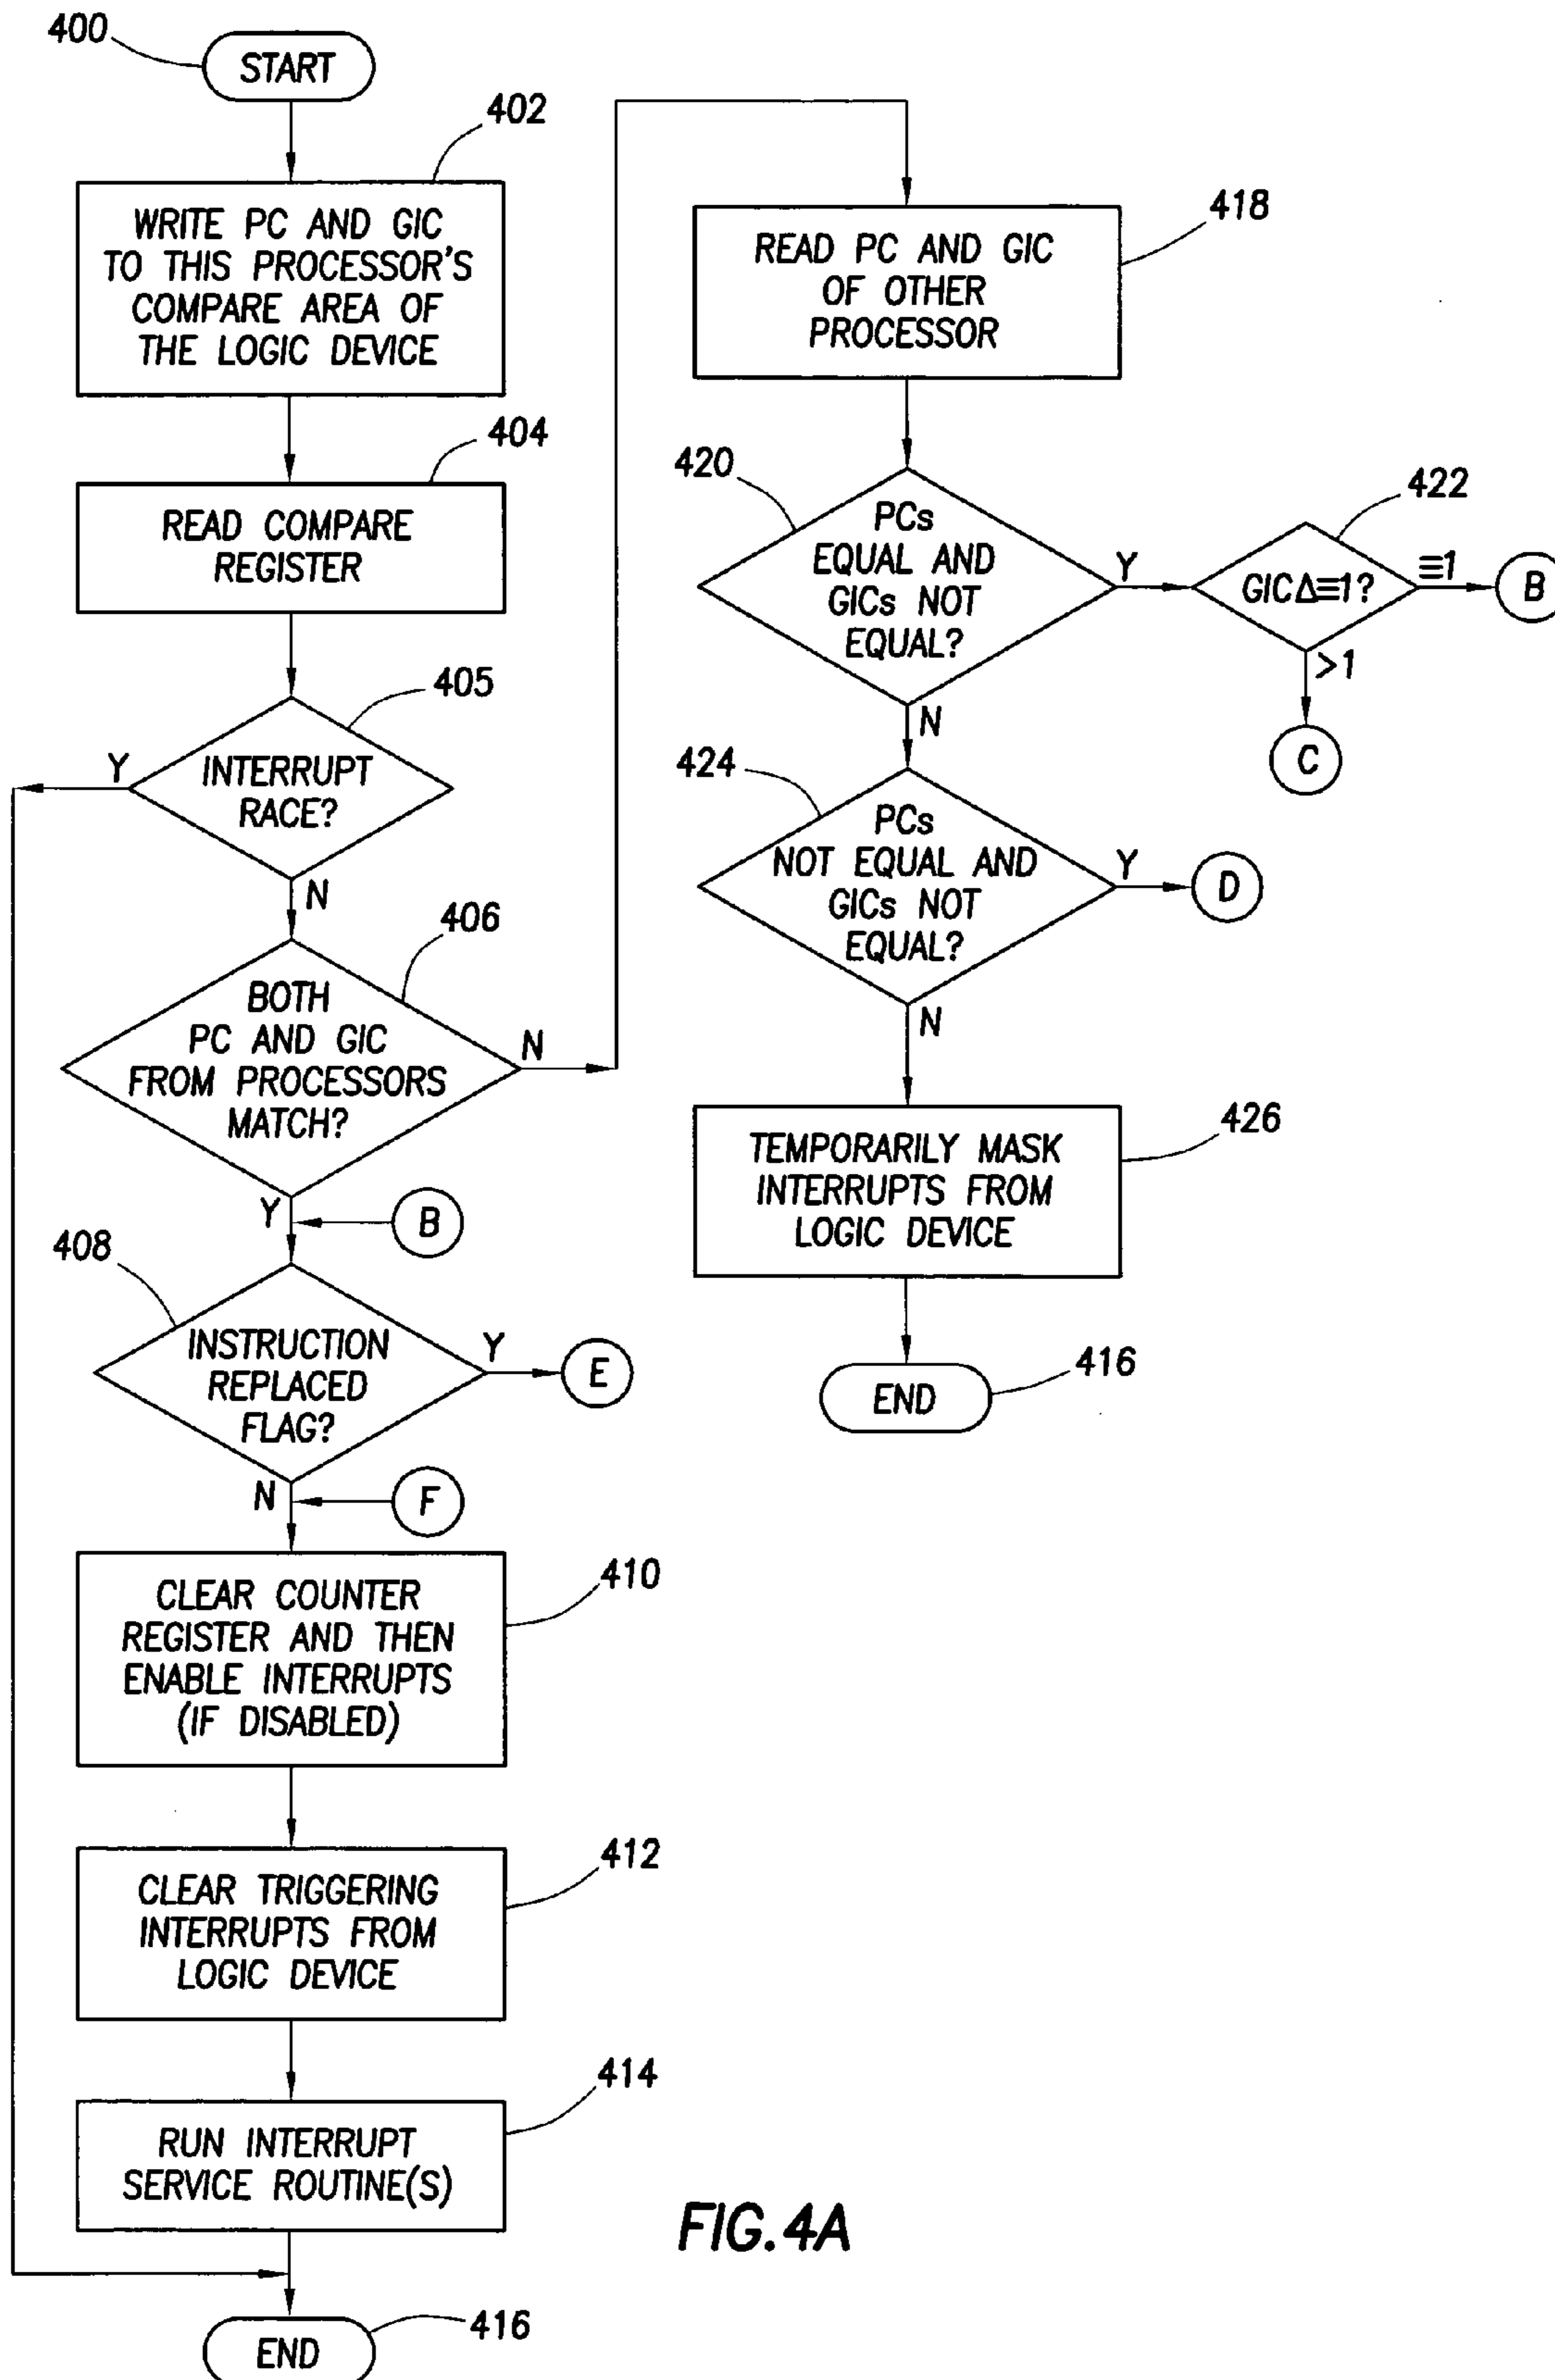 400
START
402
WRITE PC AND GIC
TO THIS PROCESSOR'S
COMPARE AREA OF
THE LOGIC DEVICE
404
READ COMPARE
REGISTER
405
INTERRUPT
RACE?
Y
N
406
BOTH
PC AND GIC
FROM PROCESSORS
MATCH?
N
Y
B
408
INSTRUCTION
REPLACED
FLAG?
Y
E
N
F
410
CLEAR COUNTER
REGISTER AND THEN
ENABLE INTERRUPTS
(IF DISABLED)
412
CLEAR TRIGGERING
INTERRUPTS FROM
LOGIC DEVICE
414
RUN INTERRUPT
SERVICE ROUTINE(S)
416
END
418
READ PC AND GIC
OF OTHER
PROCESSOR
420
PCs
EQUAL AND
GICs NOT
EQUAL?
Y
N
422
GICΔ≡1?
≡1
B
>1
C
424
PCs
NOT EQUAL AND
GICs NOT
EQUAL?
Y
D
N
426
TEMPORARILY MASK
INTERRUPTS FROM
LOGIC DEVICE
416
END
FIG.4A